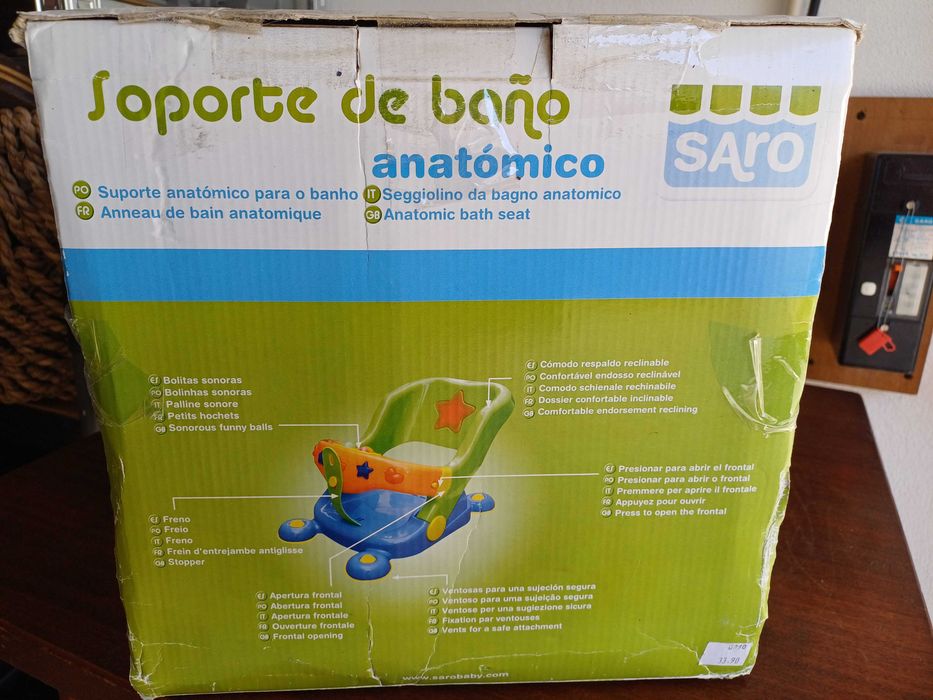 Soporte de baño
anatómico
SARO
PO Suporte anatómico para o banho
IT Seggiolino da bagno anatomico
FR Anneau de bain anatomique
GB Anatomic bath seat
ES Bolitas sonoras
PO Bolinhas sonoras
IT Palline sonore
FR Petits hochets
GB Sonorous funny balls
ES Cómodo respaldo reclinable
PO Confortável endosso reclinável
IT Comodo schienale rechinabile
FR Dossier confortable inclinable
GB Comfortable endorsement reclining
ES Presionar para abrir el frontal
PO Presionar para abrir o frontal
IT Premmere per aprire il frontale
FR Appuyez pour ouvrir
GB Press to open the frontal
ES Freno
PO Freio
IT Freno
FR Frein d'entrejambe antiglisse
GB Stopper
ES Apertura frontal
PO Abertura frontal
IT Apertura frontale
FR Ouverture frontale
GB Frontal opening
ES Ventosas para una sujeción segura
PO Ventoso para uma sujeição segura
IT Ventose per una sugiezione sicura
FR Fixation par ventouses
GB Vents for a safe attachment
www.sarobaby.com
33.90